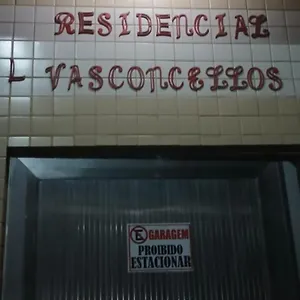 RESIDENCIAL
L VASCONCELLOS
E GARAGEM
PROIBIDO
ESTACIONAR